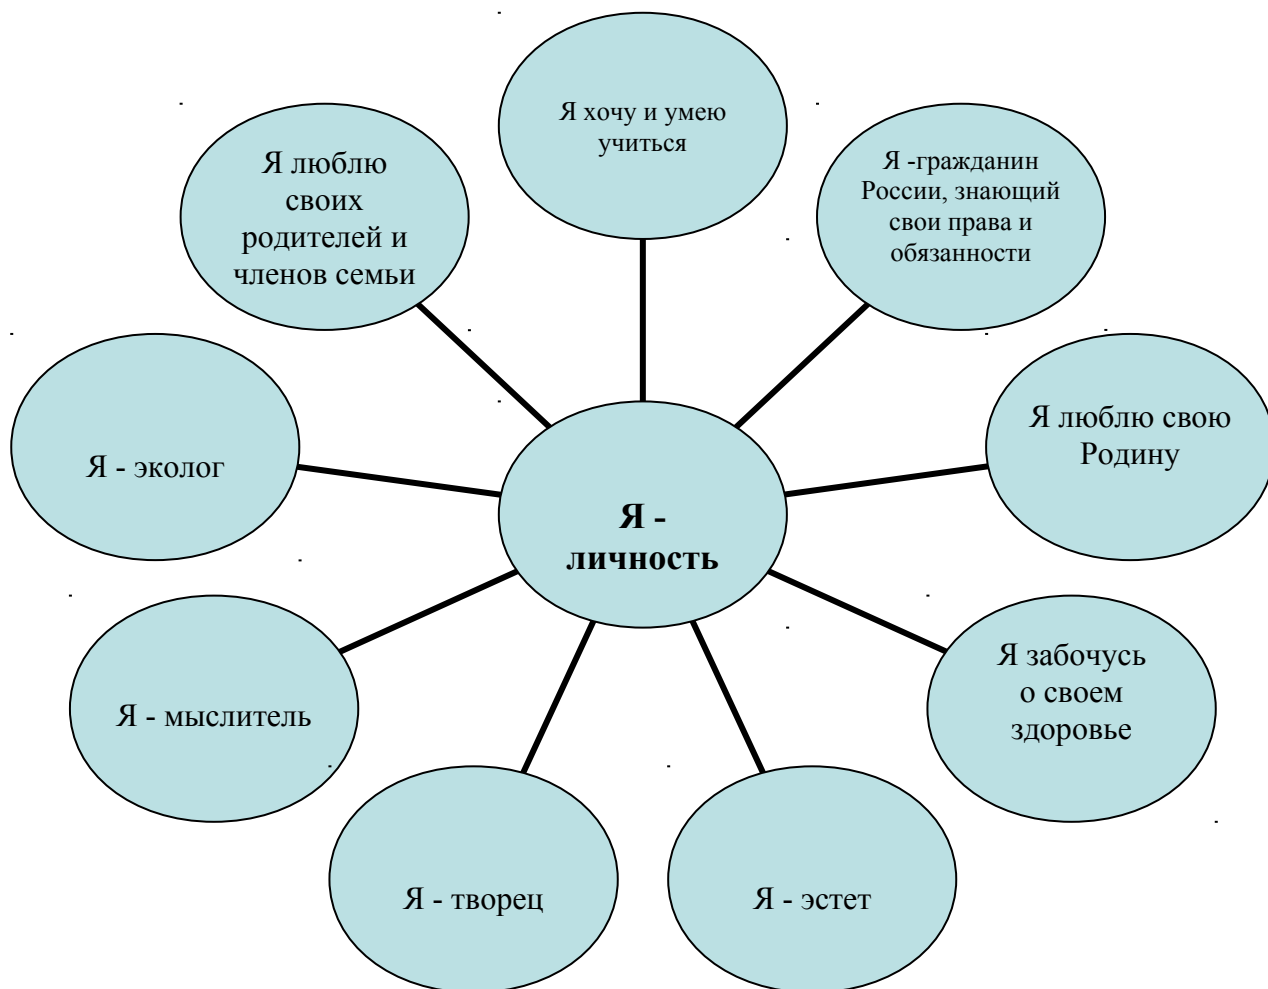 Я хочу и умею
учиться
Я -гражданин
России, знающий
свои права и
обязанности
Я люблю свою
Родину
Я забочусь
о своем
здоровье
Я - эстет
Я - творец
Я - мыслитель
Я - эколог
Я люблю
своих
родителей и
членов семьи
Я -
личность